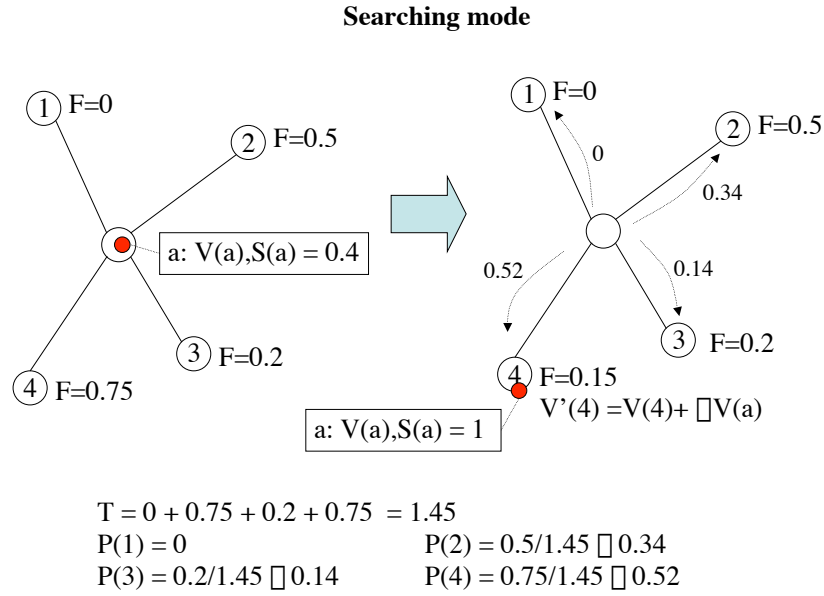 Searching mode
1 F=0
2 F=0.5
a: V(a),S(a) = 0.4
3 F=0.2
4 F=0.75
1 F=0
2 F=0.5
0
0.34
0.52
0.14
3 F=0.2
4 F=0.15
V’(4) =V(4)+ □V(a)
a: V(a),S(a) = 1
T = 0 + 0.75 + 0.2 + 0.75 = 1.45
P(1) = 0 P(2) = 0.5/1.45 □ 0.34
P(3) = 0.2/1.45 □ 0.14 P(4) = 0.75/1.45 □ 0.52